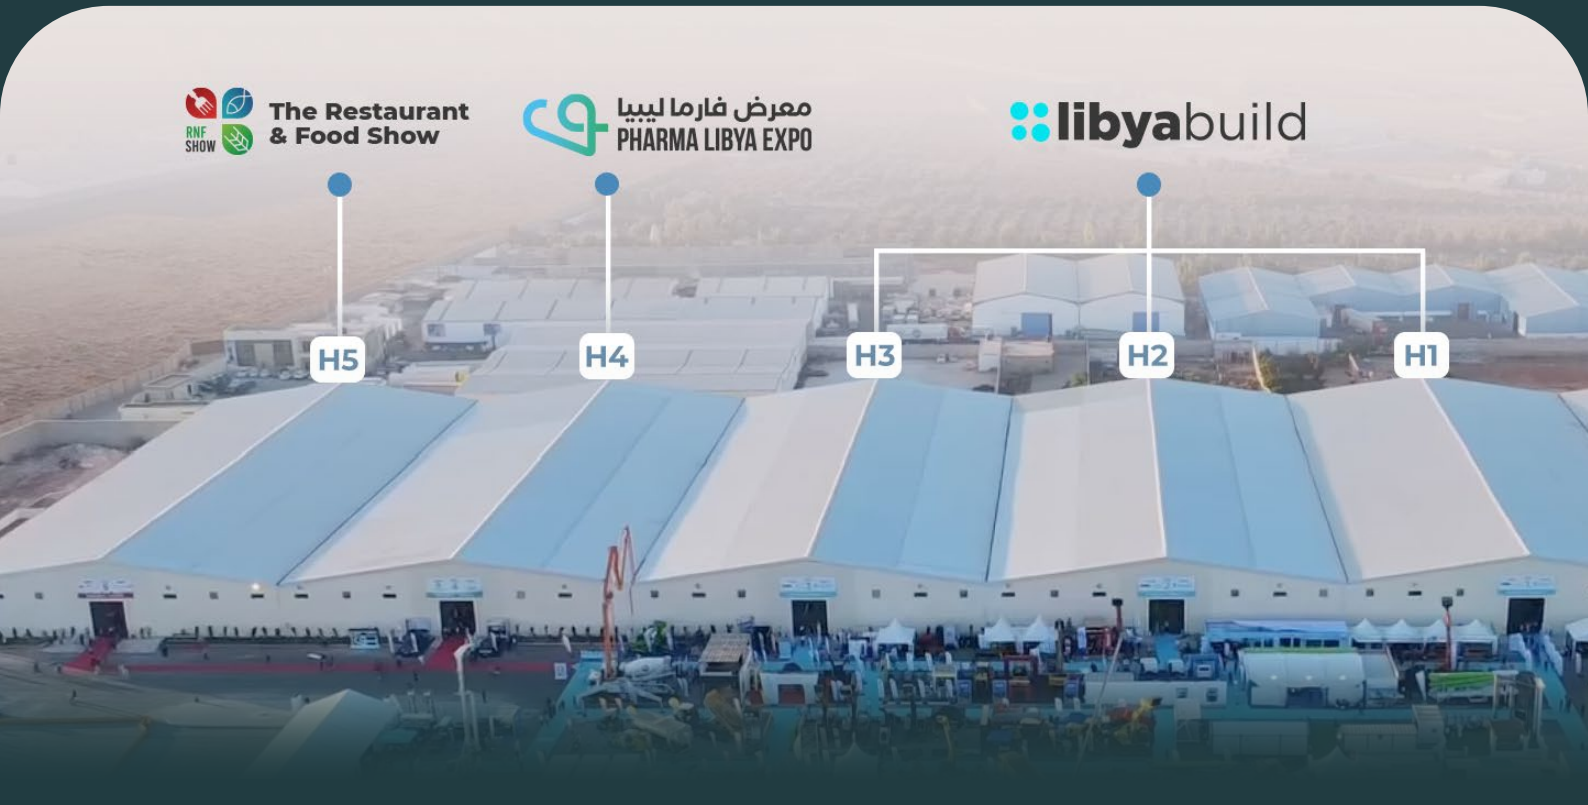 RNF
SHOW
The Restaurant
& Food Show
معرض فارما ليبيا
PHARMA LIBYA EXPO
libyabuild
H5
H4
H3
H2
H1